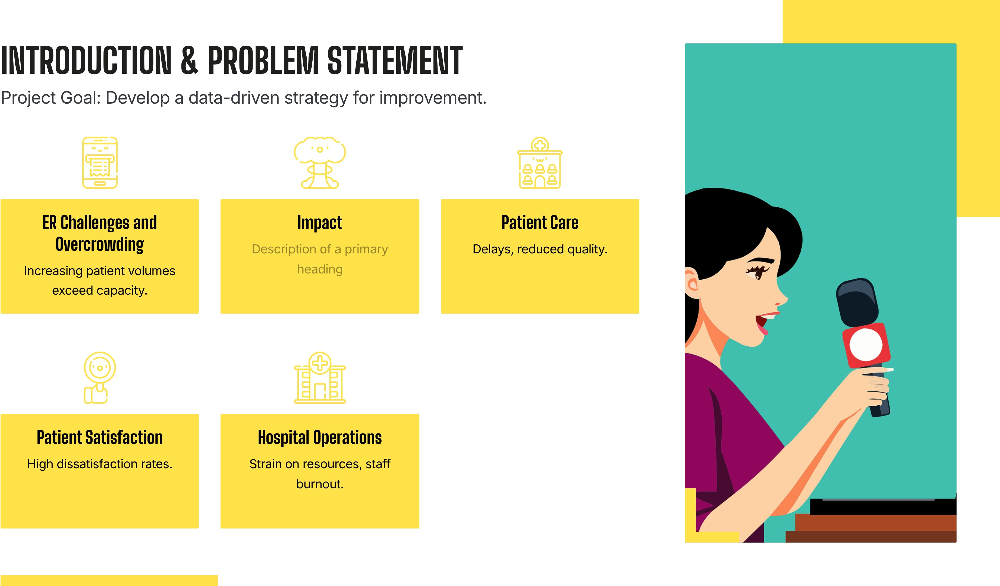 INTRODUCTION & PROBLEM STATEMENT
Project Goal: Develop a data-driven strategy for improvement.
ER Challenges and
Overcrowding
Increasing patient volumes
exceed capacity.
Impact
Description of a primary
heading
Patient Care
Delays, reduced quality.
Patient Satisfaction
High dissatisfaction rates.
Hospital Operations
Strain on resources, staff
burnout.